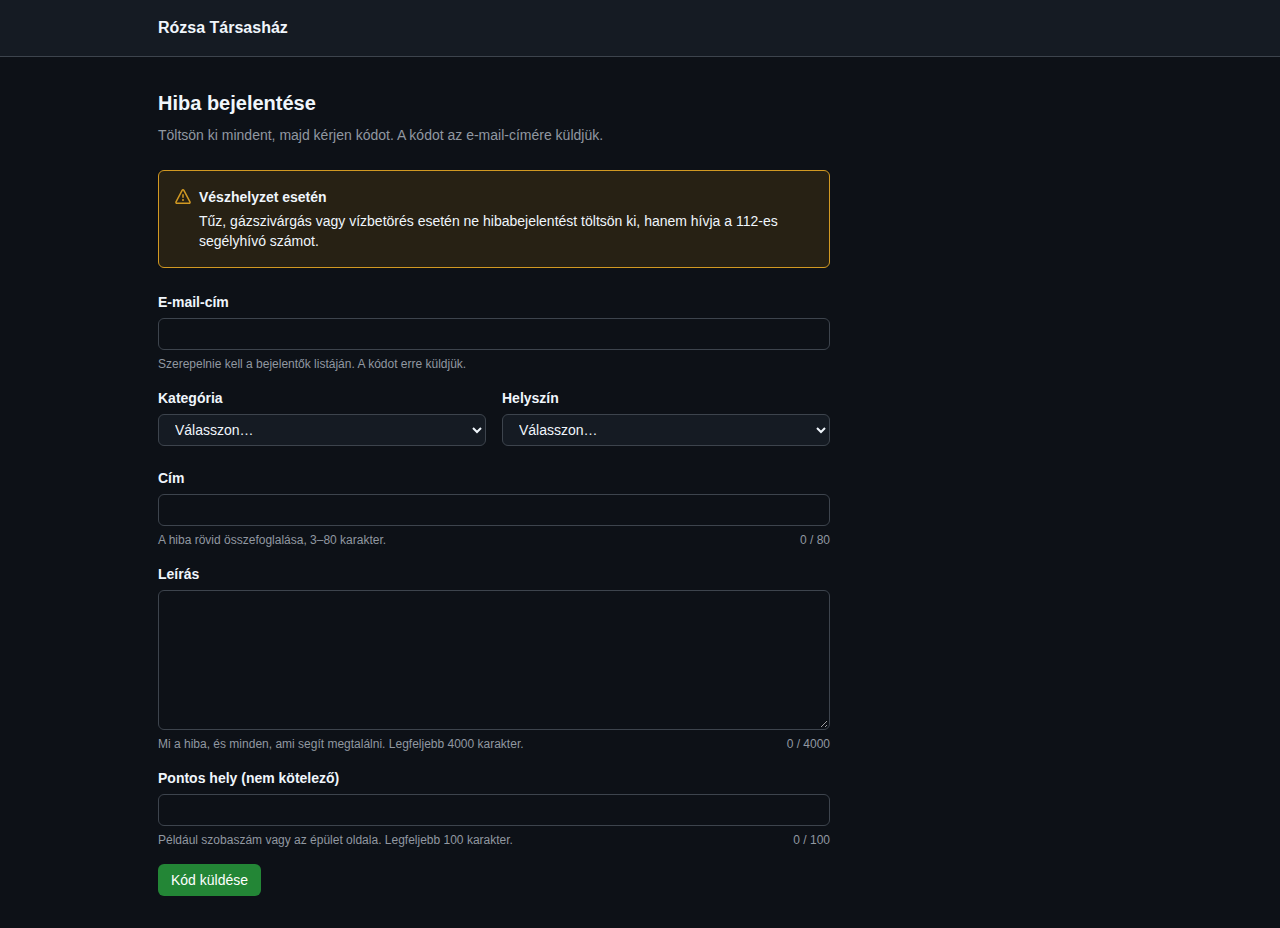 Rózsa Társasház
Hiba bejelentése
Töltsön ki mindent, majd kérjen kódot. A kódot az e-mail-címére küldjük.
Vészhelyzet esetén
Tűz, gázszivárgás vagy vízbetörés esetén ne hibabejelentést töltsön ki, hanem hívja a 112-es
segélyhívó számot.
E-mail-cím
Szerepelnie kell a bejelentők listáján. A kódot erre küldjük.
Kategória Helyszín
Válasszon… Válasszon…
Cím
A hiba rövid összefoglalása, 3–80 karakter. 0 / 80
Leírás
Mi a hiba, és minden, ami segít megtalálni. Legfeljebb 4000 karakter. 0 / 4000
Pontos hely (nem kötelező)
Például szobaszám vagy az épület oldala. Legfeljebb 100 karakter. 0 / 100
Kód küldése